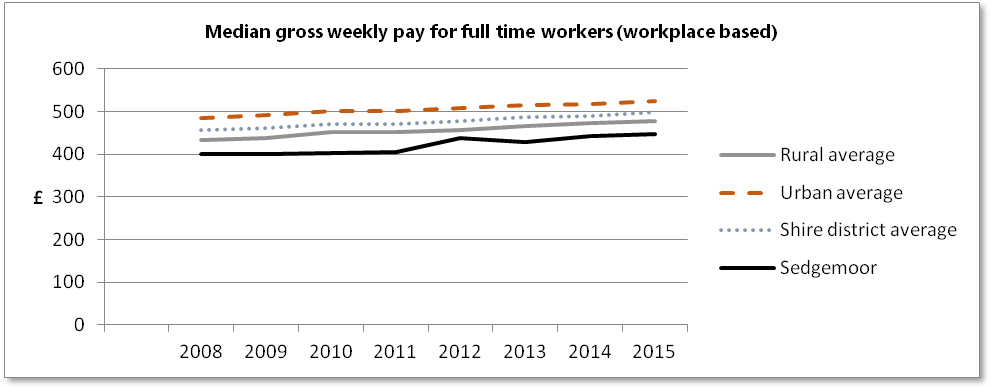 Median gross weekly pay for full time workers (workplace based)
600
500
400
300
200
100
0
£
2008 2009 2010 2011 2012 2013 2014 2015
Rural average
Urban average
Shire district average
Sedgemoor